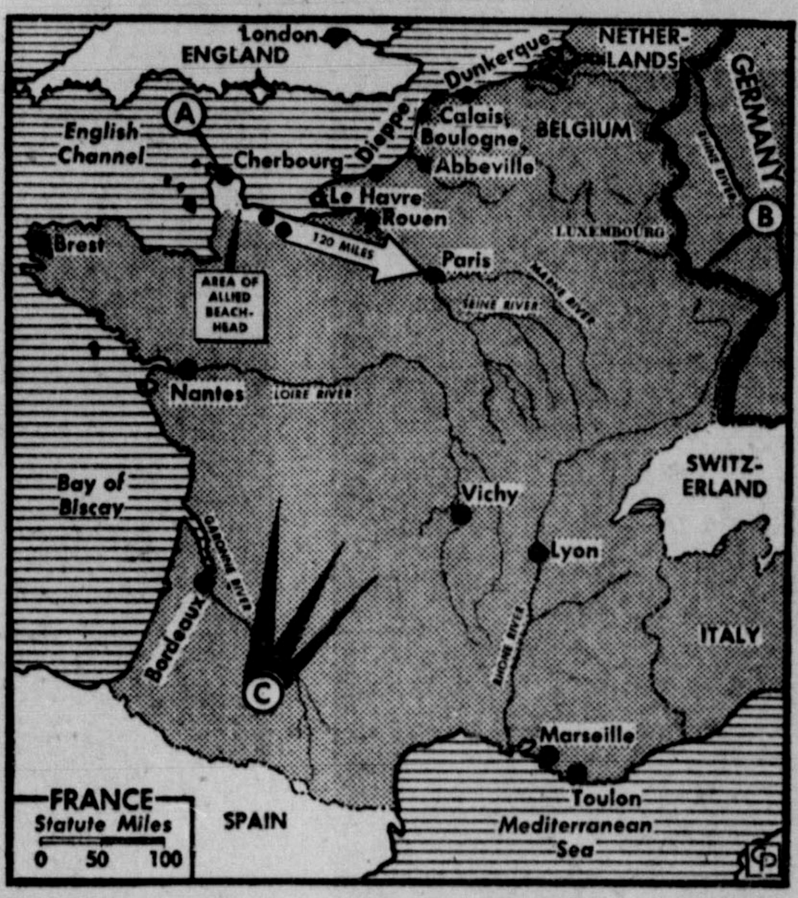 London
ENGLAND
NETHER-
LANDS
GERMANY
Dunkerque
A
English
Channel
Dieppe
Calais
Boulogne
BELGIUM
RHINE RIVER
Cherbourg
Abbeville
Le Havre
Rouen
B
LUXEMBOURG
Brest
120 MILES
Paris
MARNE RIVER
SEINE RIVER
AREA OF
ALLIED
BEACH-
HEAD
Nantes
LOIRE RIVER
Bay of
Biscay
SWITZ-
ERLAND
Vichy
GARONNE RIVER
Lyon
Bordeaux
RHONE RIVER
ITALY
C
Marseille
Toulon
FRANCE
Statute Miles
0 50 100
SPAIN
Mediterranean
Sea
CP